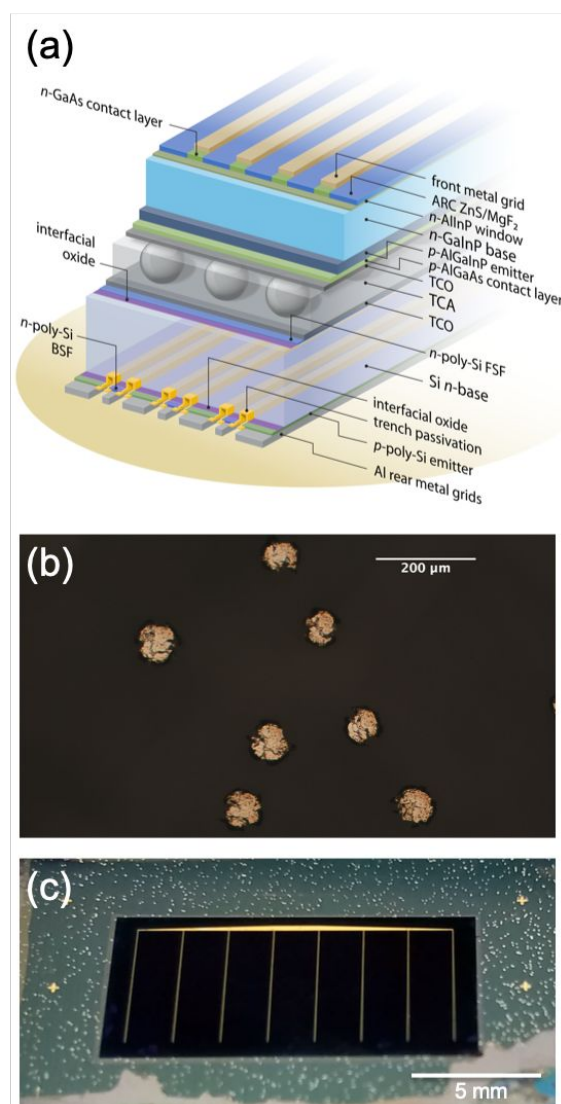 (a)
n-GaAs contact layer
front metal grid
ARC ZnS/MgF₂
n-AlInP window
n-GaInP base
p-AlGaInP emitter
p-AlGaAs contact layer
TCO
TCA
TCO
interfacial
oxide
n-poly-Si
BSF
n-poly-Si FSF
Si n-base
interfacial oxide
trench passivation
p-poly-Si emitter
Al rear metal grids
(b)
200 µm
(c)
5 mm